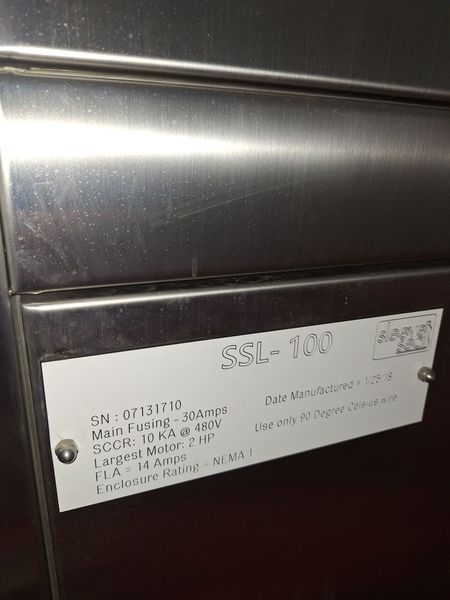 SSL- 100
SN : 07131710
Date Manufactured = 1/25/18
Main Fusing - 30Amps
SCCR: 10 KA @ 480V
Use only 90 Degree Celsius wire
Largest Motor: 2 HP
FLA = 14 Amps
Enclosure Rating = NEMA 1